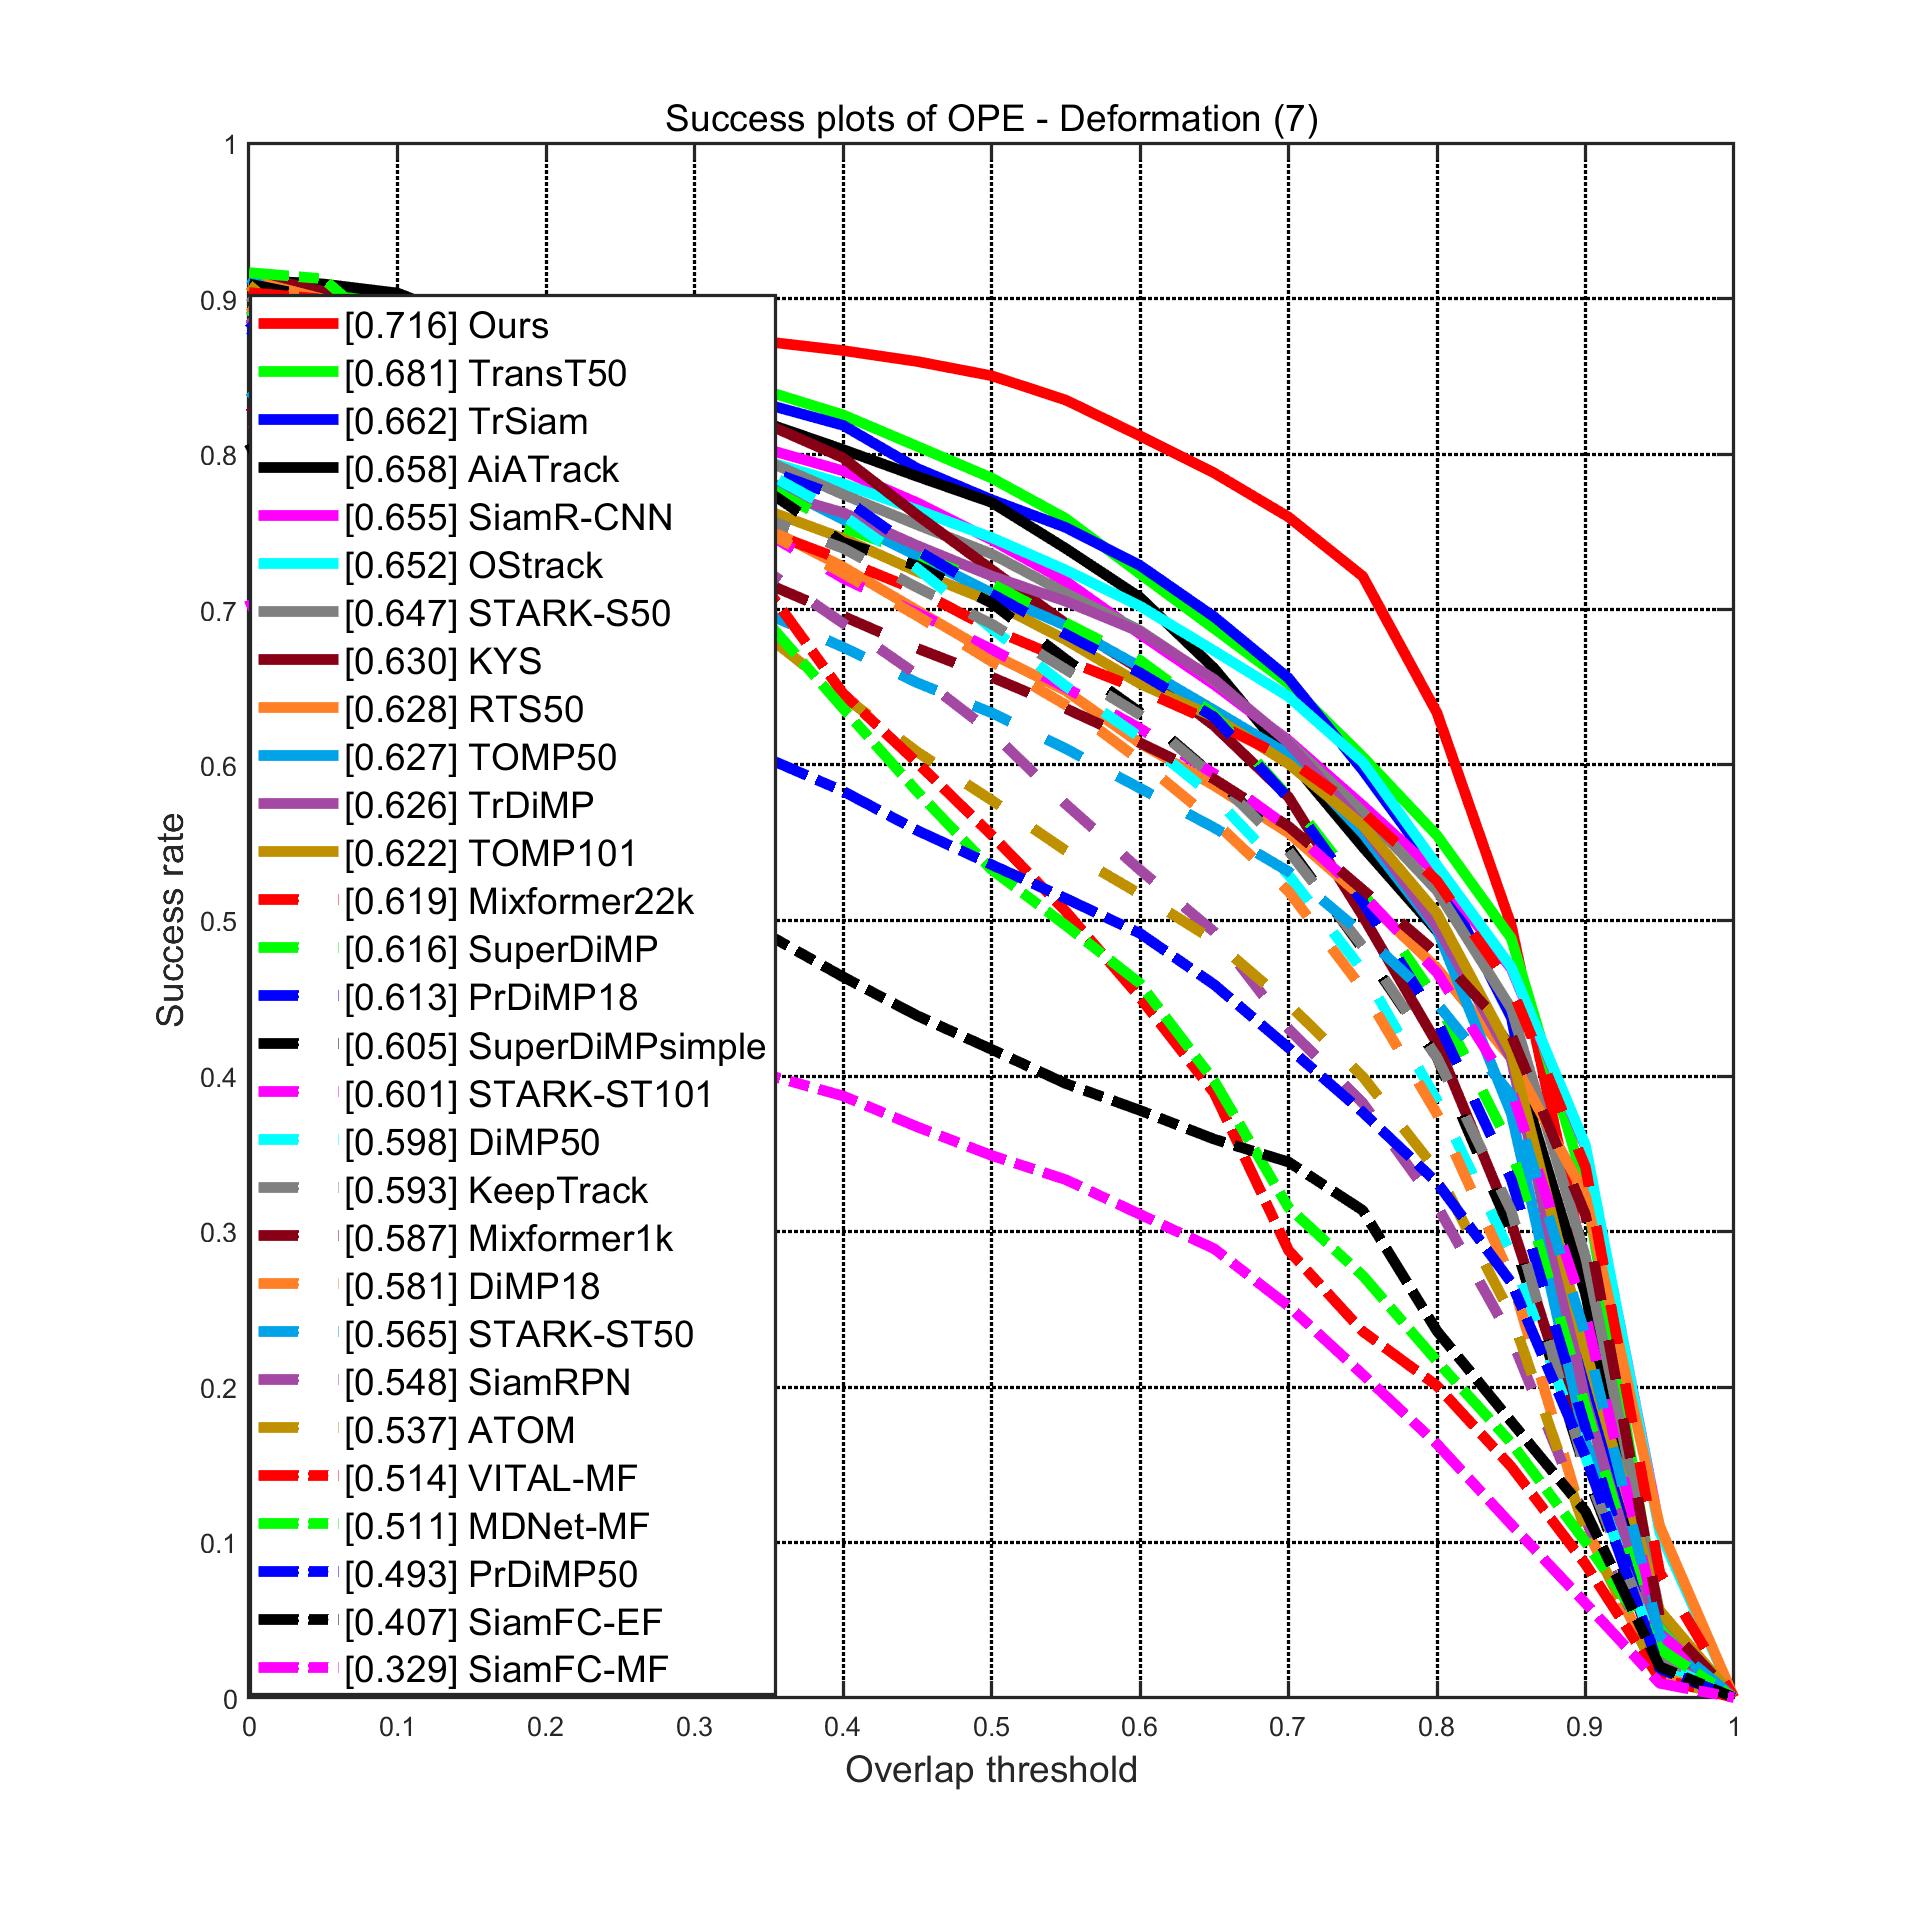 Success plots of OPE - Deformation (7)
1
0.9
0.8
0.7
0.6
0.5
0.4
0.3
0.2
0.1
0
Success rate
[0.716] Ours
[0.681] TransT50
[0.662] TrSiam
[0.658] AiATrack
[0.655] SiamR-CNN
[0.652] OStrack
[0.647] STARK-S50
[0.630] KYS
[0.628] RTS50
[0.627] TOMP50
[0.626] TrDiMP
[0.622] TOMP101
[0.619] Mixformer22k
[0.616] SuperDiMP
[0.613] PrDiMP18
[0.605] SuperDiMPsimple
[0.601] STARK-ST101
[0.598] DiMP50
[0.593] KeepTrack
[0.587] Mixformer1k
[0.581] DiMP18
[0.565] STARK-ST50
[0.548] SiamRPN
[0.537] ATOM
[0.514] VITAL-MF
[0.511] MDNet-MF
[0.493] PrDiMP50
[0.407] SiamFC-EF
[0.329] SiamFC-MF
0 0.1 0.2 0.3 0.4 0.5 0.6 0.7 0.8 0.9 1
Overlap threshold